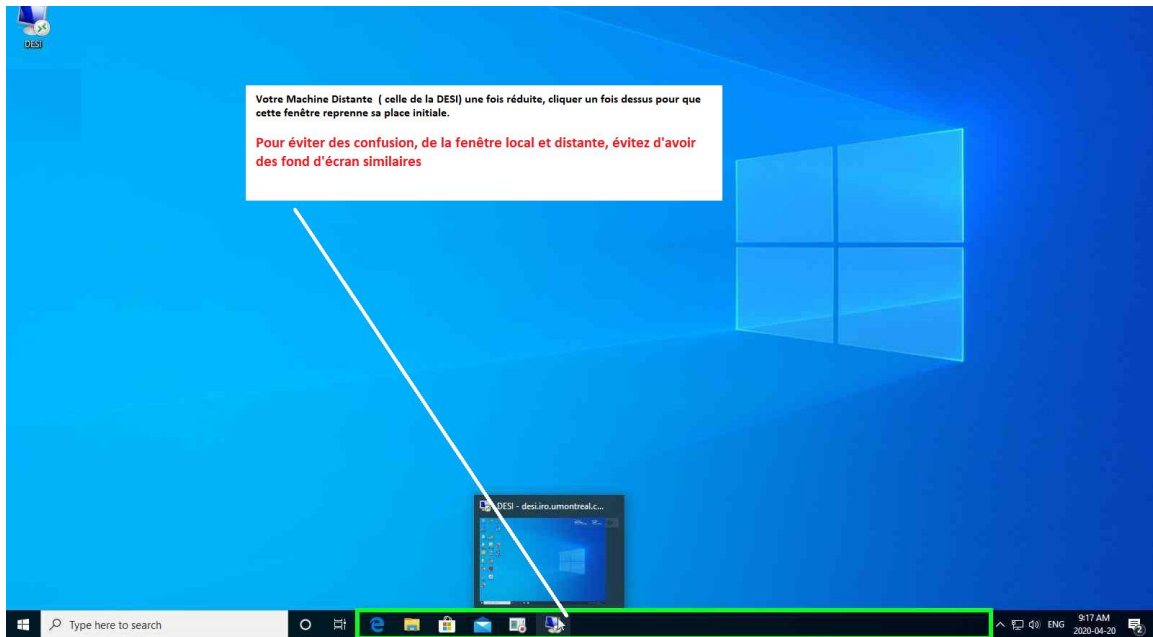 DESI
Votre Machine Distante ( celle de la DESI) une fois réduite, cliquer un fois dessus pour que
cette fenêtre reprenne sa place initiale.
Pour éviter des confusion, de la fenêtre local et distante, évitez d'avoir
des fond d'écran similaires
DESI - desi.iro.umontreal.c...
Type here to search
ENG
9:17 AM
2020-04-20
2